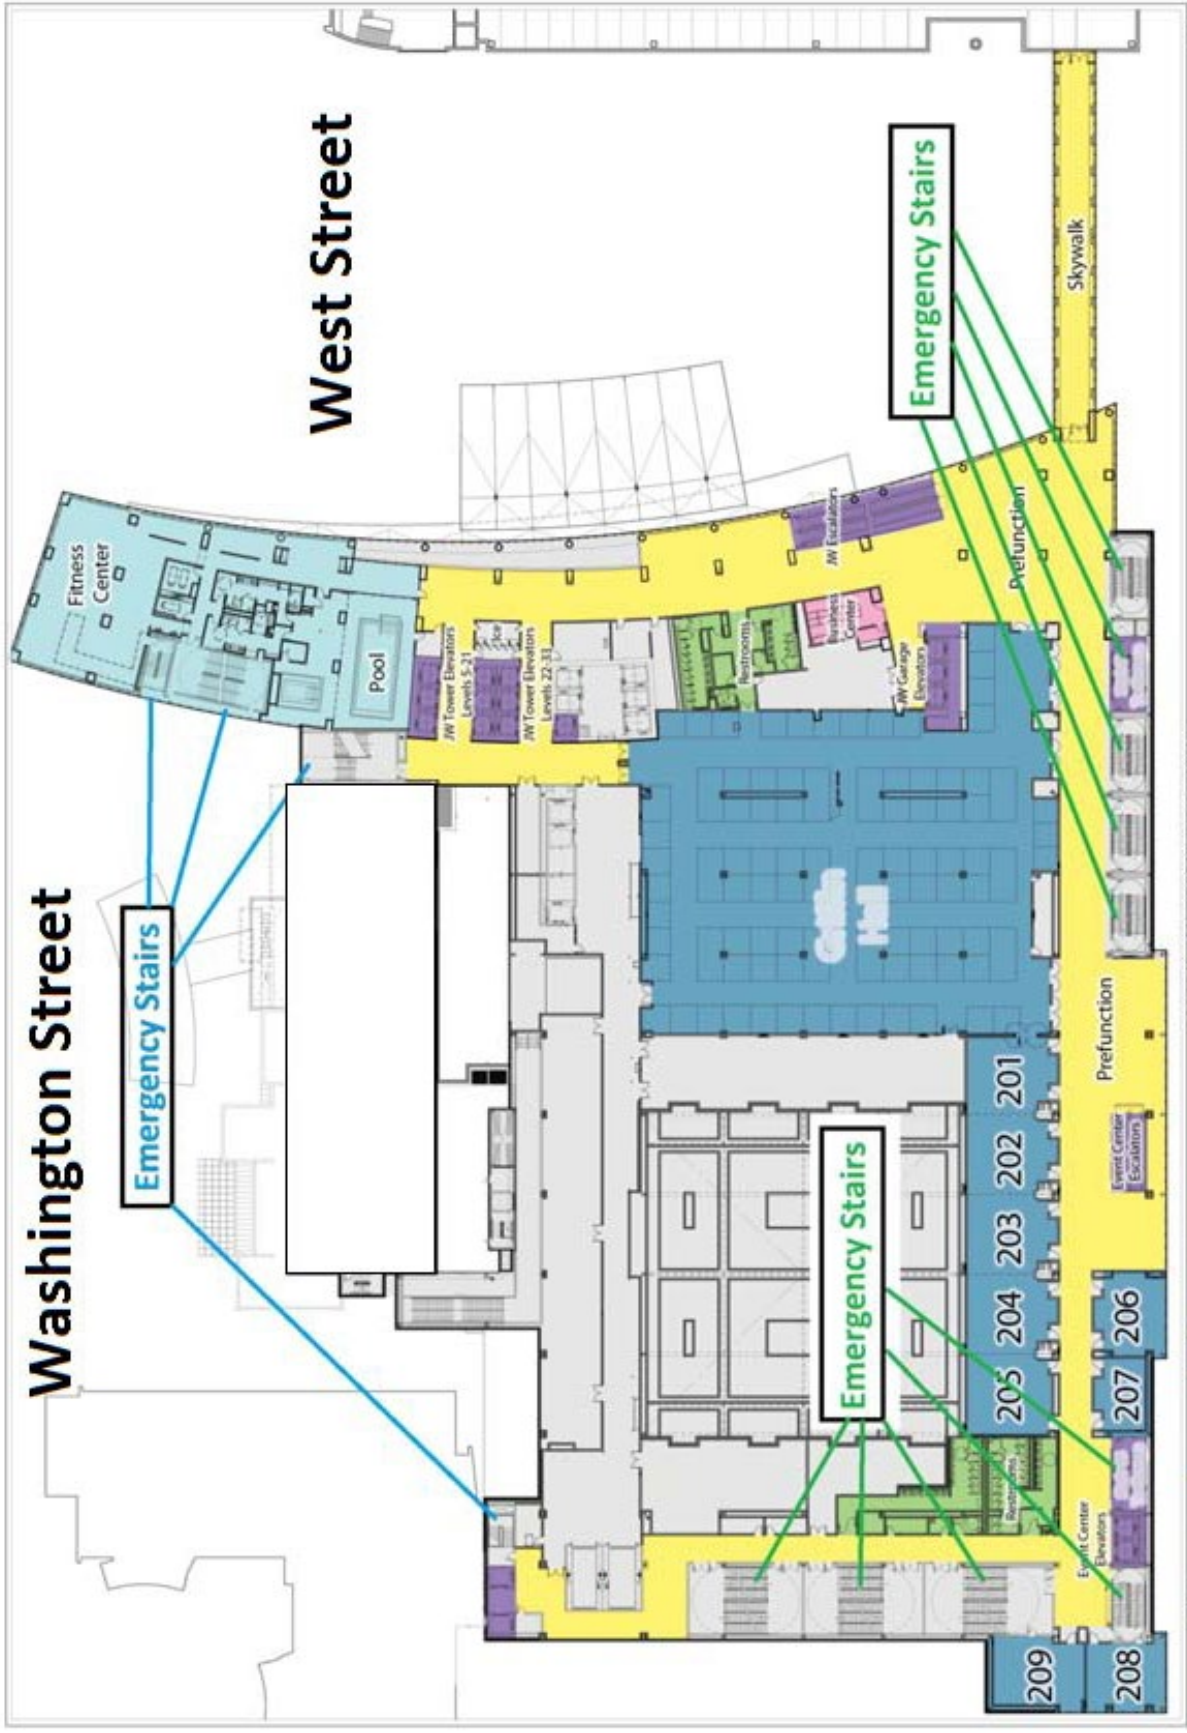 Washington Street
Fitness
Center
Emergency Stairs
West Street
Pool
JW Tower Elevators
Levels 5-21
Ice
JW Tower Elevators
Levels 22-33
Restrooms
JW Escalators
Business
Center
JW Garage
Elevators
Emergency Stairs
Emergency Stairs
205
204
203
202
201
Restrooms
Prefunction
Skywalk
209
Event Center
Elevators
Prefunction
208
207
206
Event Center
Escalators